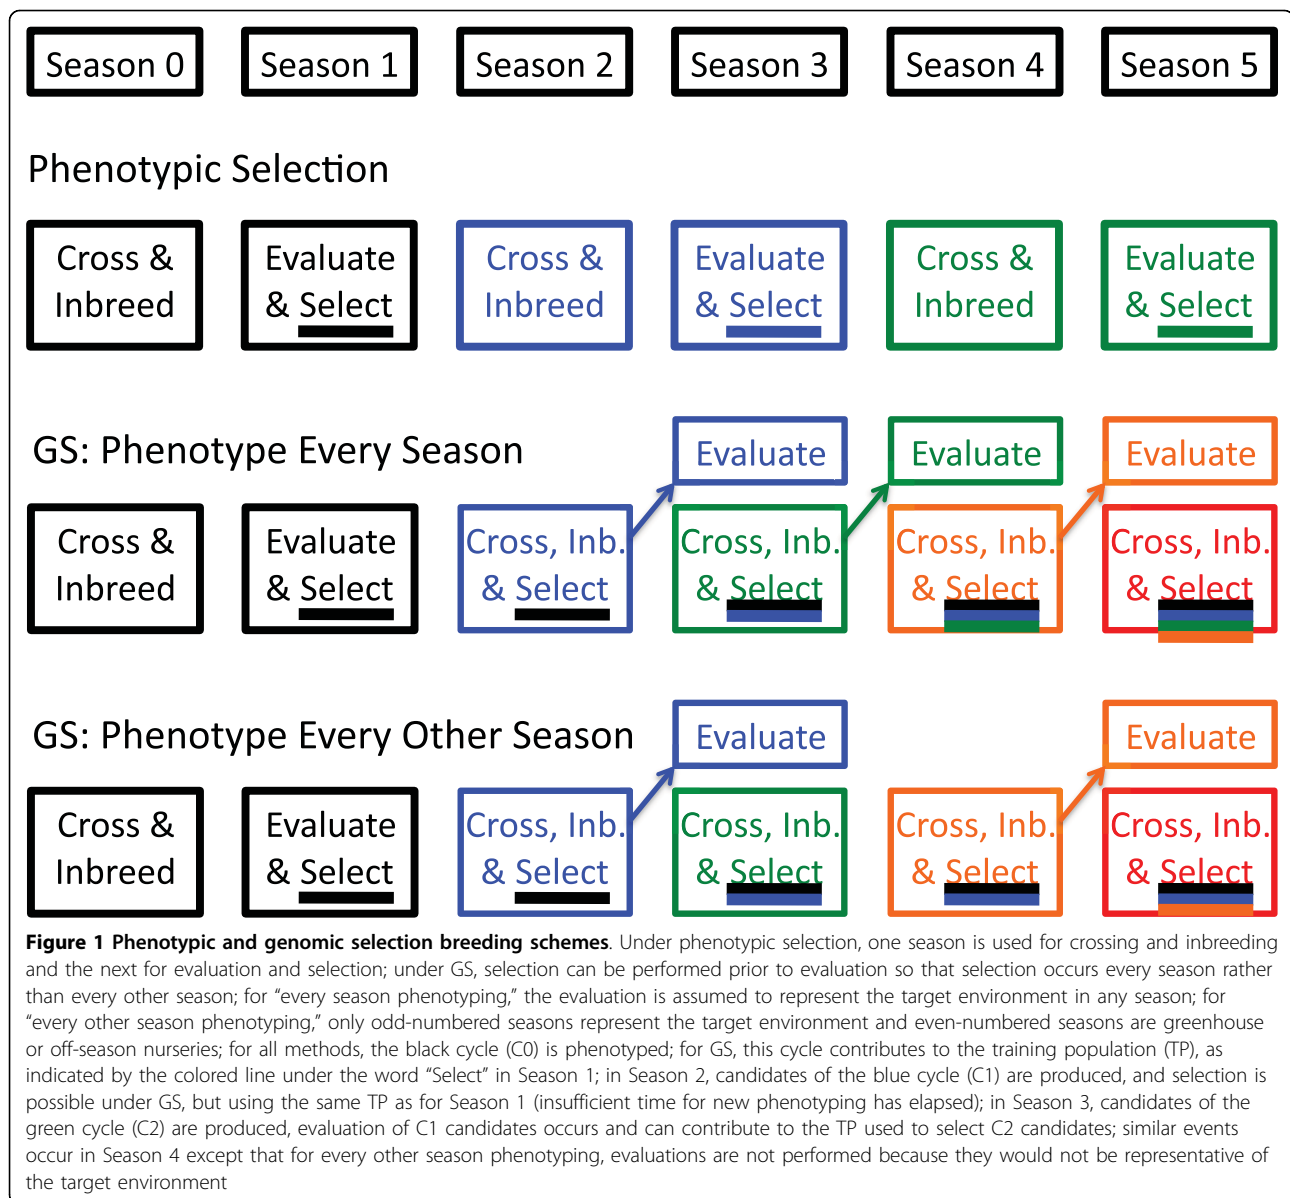 Season 0 Season 1 Season 2 Season 3 Season 4 Season 5
Phenotypic Selection
Cross & Evaluate Cross & Evaluate Cross & Evaluate
Inbreed & Select Inbreed & Select Inbreed & Select
GS: Phenotype Every Season Evaluate Evaluate Evaluate
Cross & Evaluate Cross, Inb. Cross, Inb. Cross, Inb. Cross, Inb.
Inbreed & Select & Select & Select & Select & Select
GS: Phenotype Every Other Season Evaluate Evaluate
Cross & Evaluate Cross, Inb. Cross, Inb. Cross, Inb. Cross, Inb.
Inbreed & Select & Select & Select & Select & Select
Figure 1 Phenotypic and genomic selection breeding schemes. Under phenotypic selection, one season is used for crossing and inbreeding
and the next for evaluation and selection; under GS, selection can be performed prior to evaluation so that selection occurs every season rather
than every other season; for “every season phenotyping,” the evaluation is assumed to represent the target environment in any season; for
“every other season phenotyping,” only odd-numbered seasons represent the target environment and even-numbered seasons are greenhouse
or off-season nurseries; for all methods, the black cycle (C0) is phenotyped; for GS, this cycle contributes to the training population (TP), as
indicated by the colored line under the word “Select” in Season 1; in Season 2, candidates of the blue cycle (C1) are produced, and selection is
possible under GS, but using the same TP as for Season 1 (insufficient time for new phenotyping has elapsed); in Season 3, candidates of the
green cycle (C2) are produced, evaluation of C1 candidates occurs and can contribute to the TP used to select C2 candidates; similar events
occur in Season 4 except that for every other season phenotyping, evaluations are not performed because they would not be representative of
the target environment